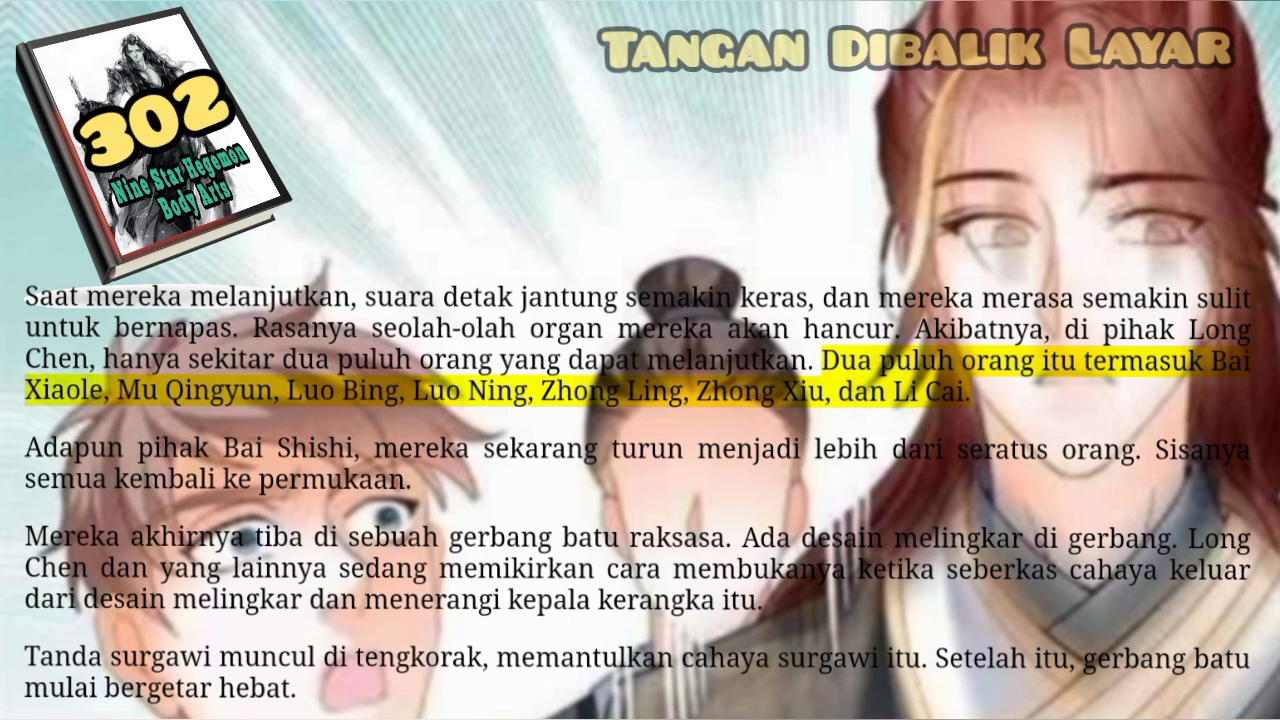 Tangan Dibalik Layar
302
Nine Star Hegemon
Body Arts
Saat mereka melanjutkan, suara detak jantung semakin keras, dan mereka merasa semakin sulit
untuk bernapas. Rasanya seolah-olah organ mereka akan hancur. Akibatnya, di pihak Long
Chen, hanya sekitar dua puluh orang yang dapat melanjutkan. Dua puluh orang itu termasuk Bai
Xiaole, Mu Qingyun, Luo Bing, Luo Ning, Zhong Ling, Zhong Xiu, dan Li Cai.
Adapun pihak Bai Shishi, mereka sekarang turun menjadi lebih dari seratus orang. Sisanya
semua kembali ke permukaan.
Mereka akhirnya tiba di sebuah gerbang batu raksasa. Ada desain melingkar di gerbang. Long
Chen dan yang lainnya sedang memikirkan cara membukanya ketika seberkas cahaya keluar
dari desain melingkar dan menerangi kepala kerangka itu.
Tanda surgawi muncul di tengkorak, memantulkan cahaya surgawi itu. Setelah itu, gerbang batu
mulai bergetar hebat.